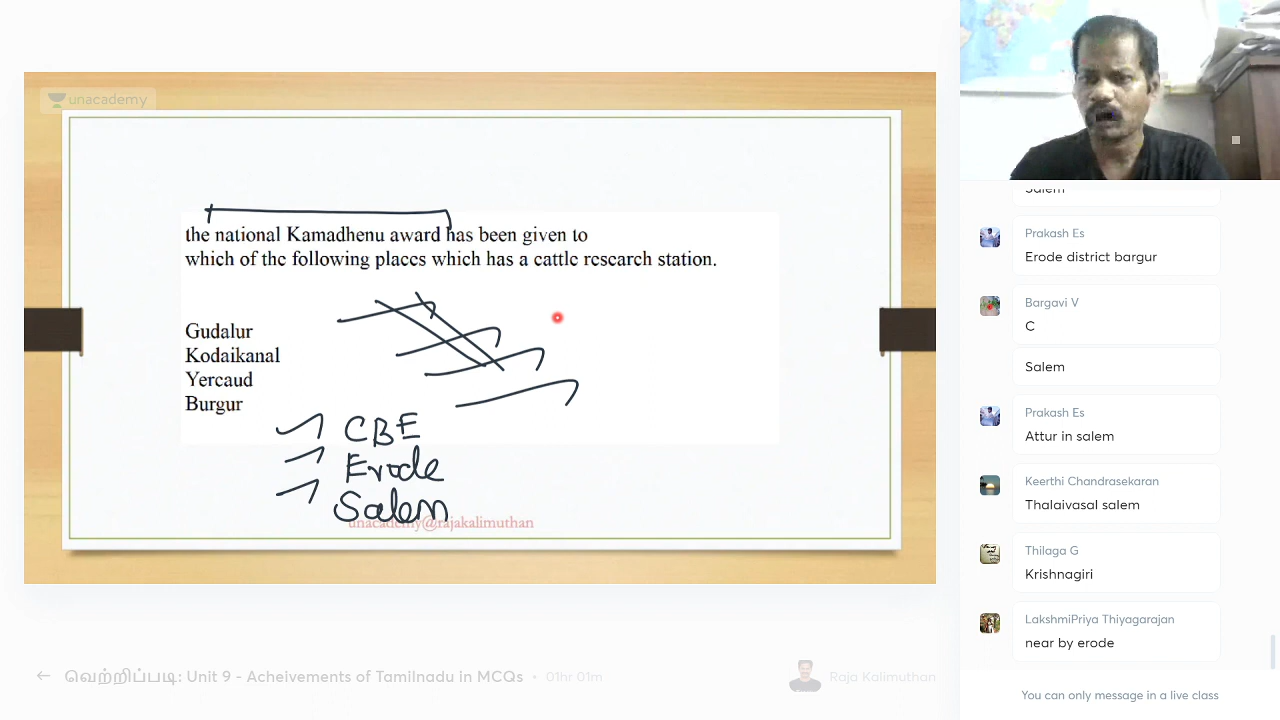 unacademy
the national Kamadhenu award has been given to
which of the following places which has a cattle research station.
Gudalur
Kodaikanal
Yercaud
Burgur
CBE
Erode
Salem
unacademy@rajakalimuthan
வெற்றிப்படி: Unit 9 - Acheivements of Tamilnadu in MCQs • 01hr 01m
Raja Kalimuthan
Salem
Prakash Es
Erode district bargur
Bargavi V
C
Salem
Prakash Es
Attur in salem
Keerthi Chandrasekaran
Thalaivasal salem
Thilaga G
Krishnagiri
LakshmiPriya Thiyagarajan
near by erode
You can only message in a live class